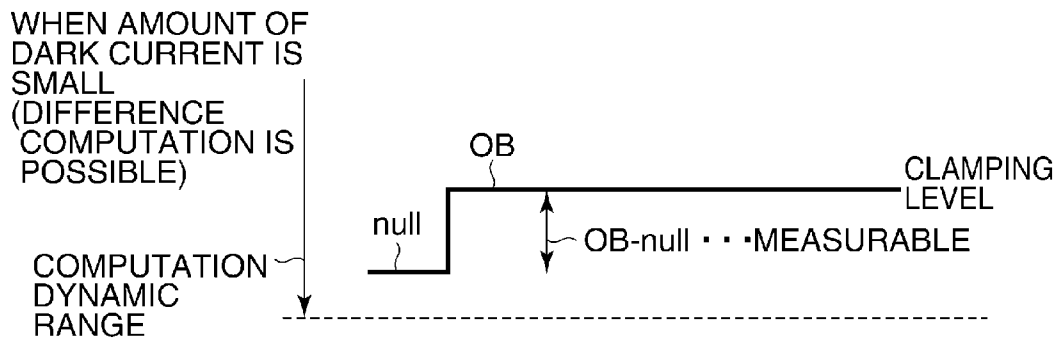 WHEN AMOUNT OF
DARK CURRENT IS
SMALL
(DIFFERENCE
COMPUTATION IS
POSSIBLE)
OB
CLAMPING
LEVEL
null
OB-null ・・・MEASURABLE
COMPUTATION
DYNAMIC
RANGE